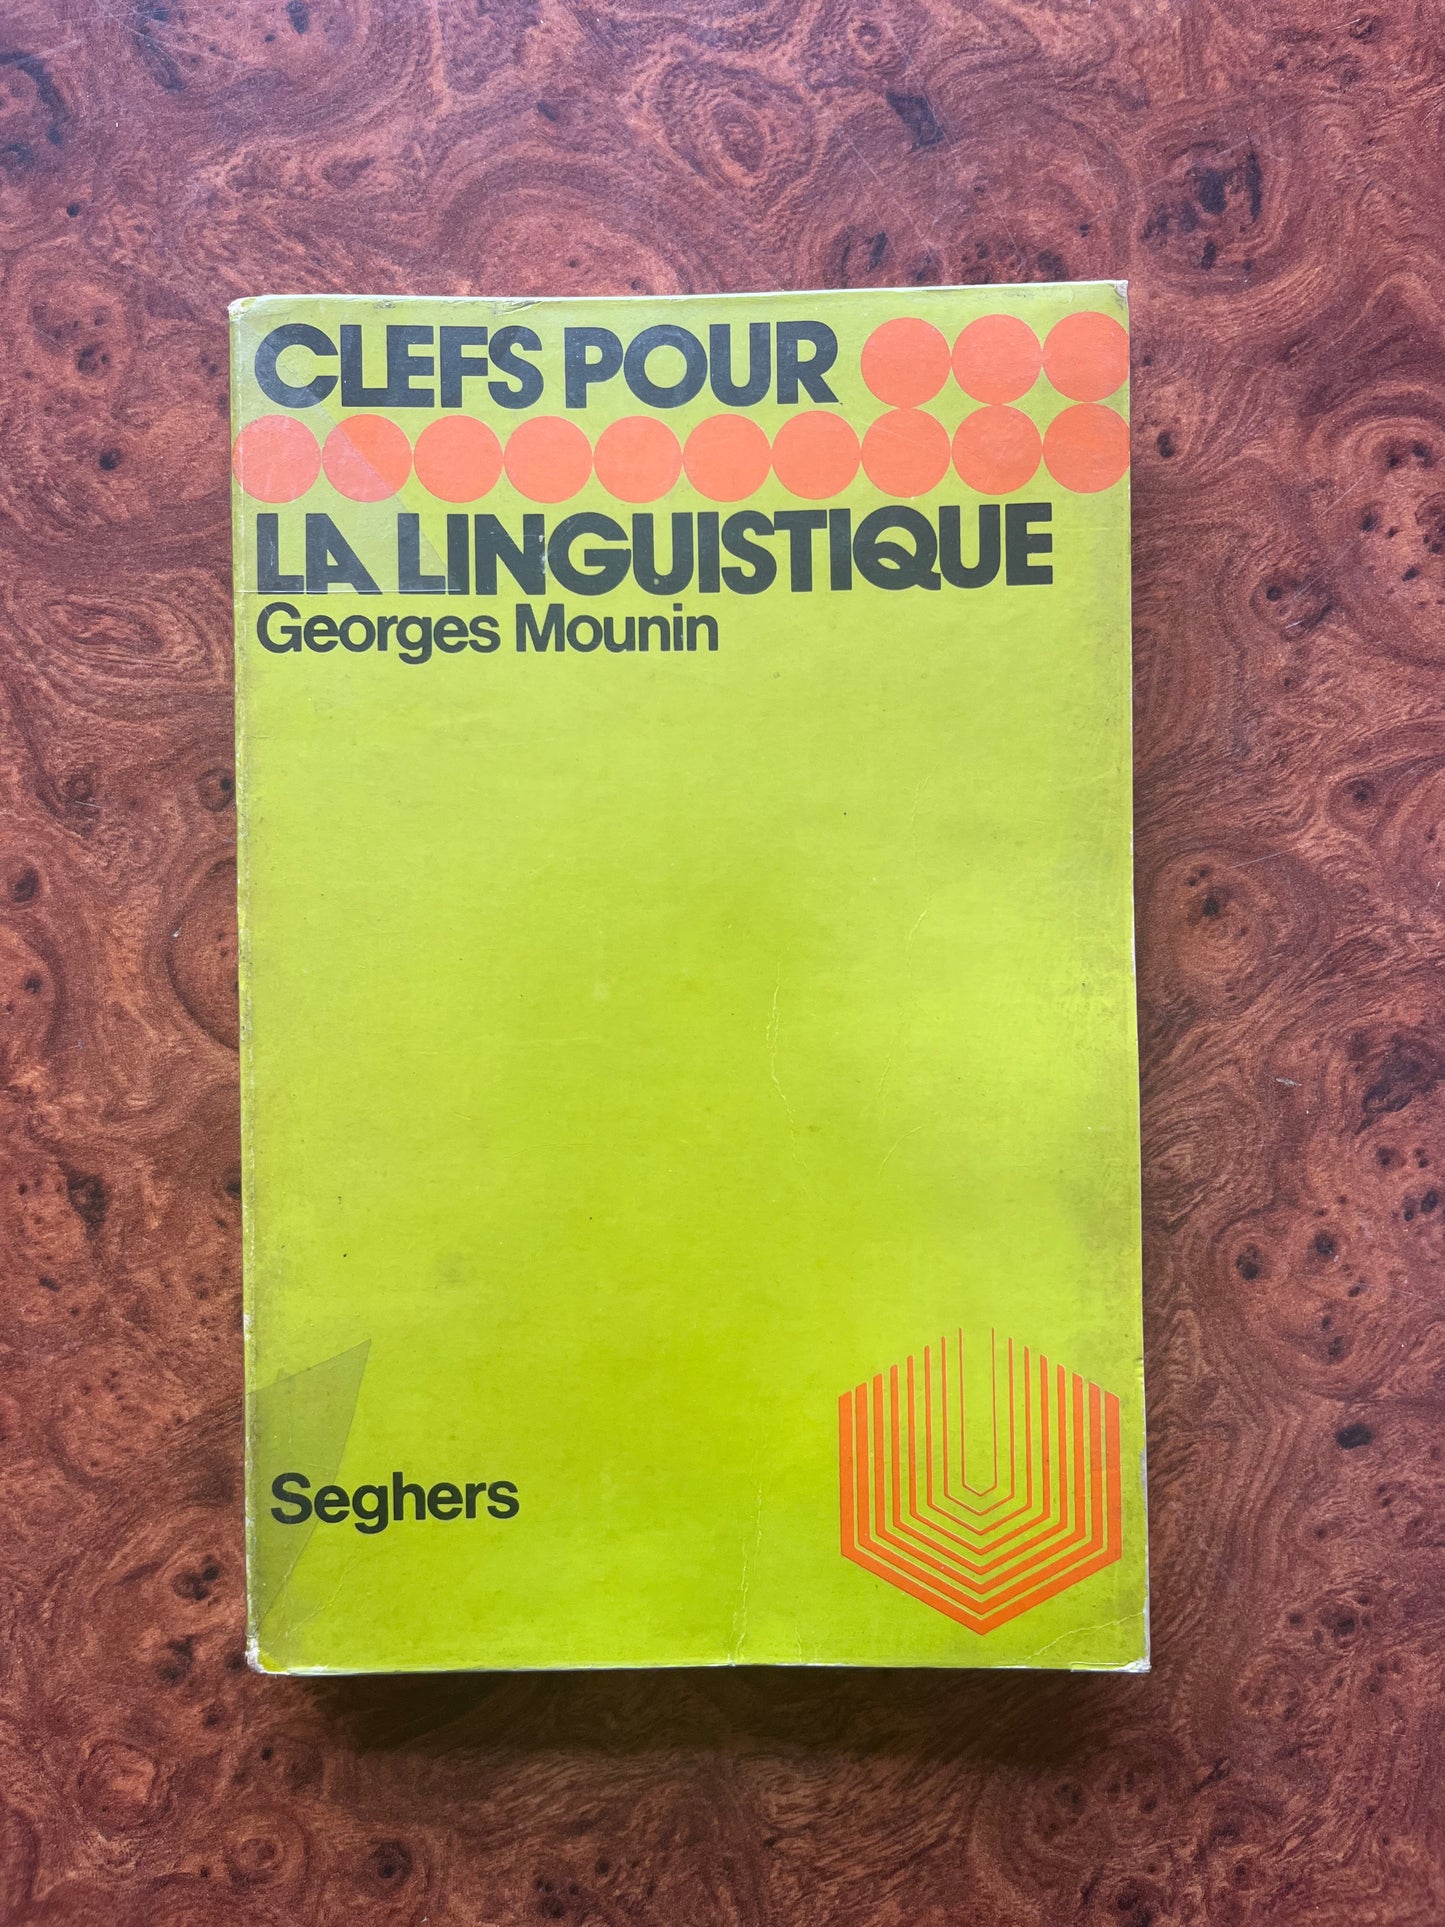 CLEFS POUR
LA LINGUISTIQUE
Georges Mounin
Seghers